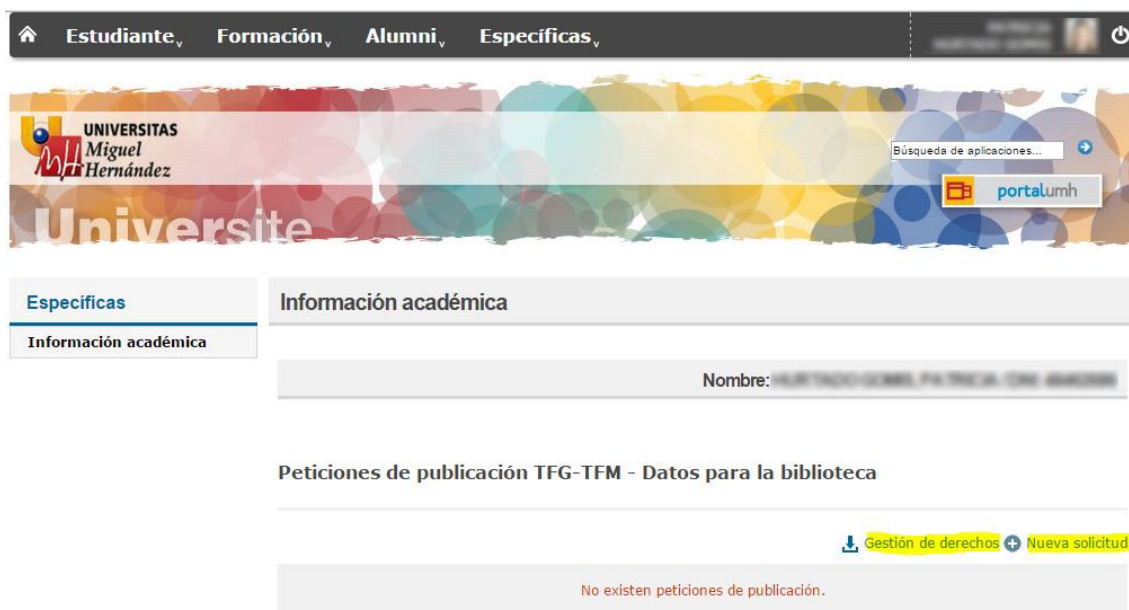 Estudiante Formación Alumni Específicas
UNIVERSITAS
Miguel
Hernández
Búsqueda de aplicaciones...
portalumh
Universite
Específicas
Información académica
Información académica
Nombre:
Peticiones de publicación TFG-TFM - Datos para la biblioteca
Gestión de derechos Nueva solicitud
No existen peticiones de publicación.